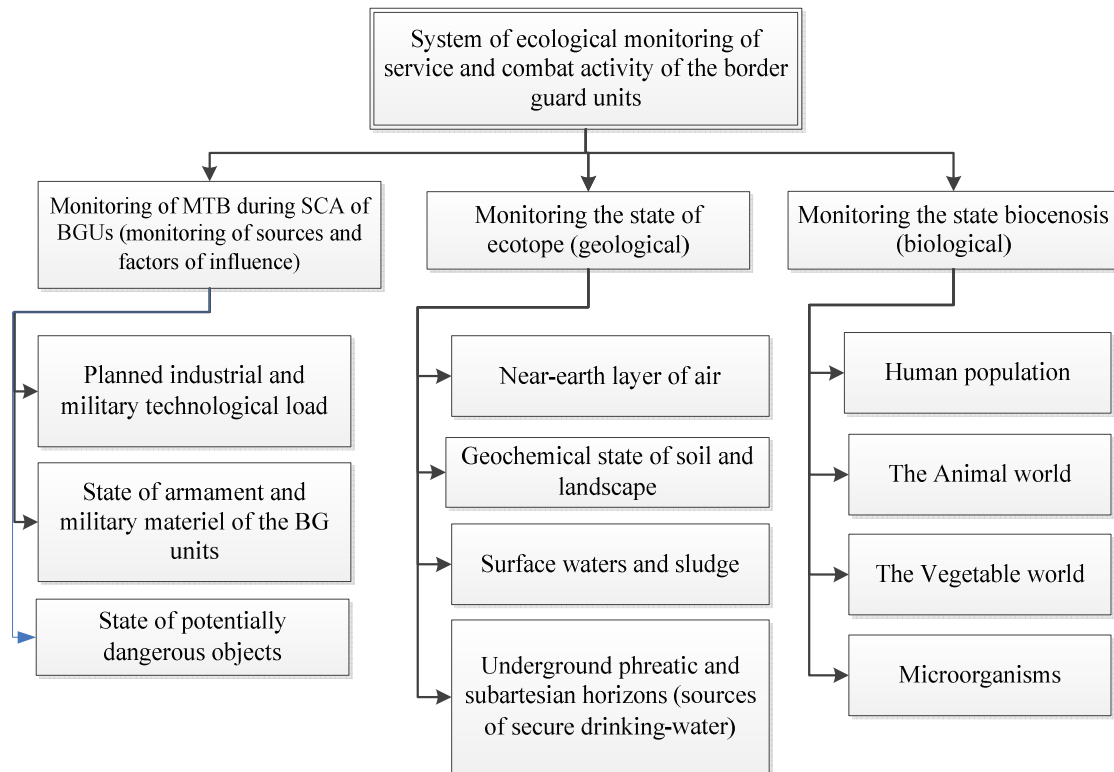 System of ecological monitoring of
service and combat activity of the border
guard units
Monitoring of MTB during SCA of
BGUs (monitoring of sources and
factors of influence)
Planned industrial and
military technological load
State of armament and
military materiel of the BG
units
State of potentially
dangerous objects
Monitoring the state of
ecotope (geological)
Near-earth layer of air
Geochemical state of soil and
landscape
Surface waters and sludge
Underground phreatic and
subartesian horizons (sources
of secure drinking-water)
Monitoring the state biocenosis
(biological)
Human population
The Animal world
The Vegetable world
Microorganisms